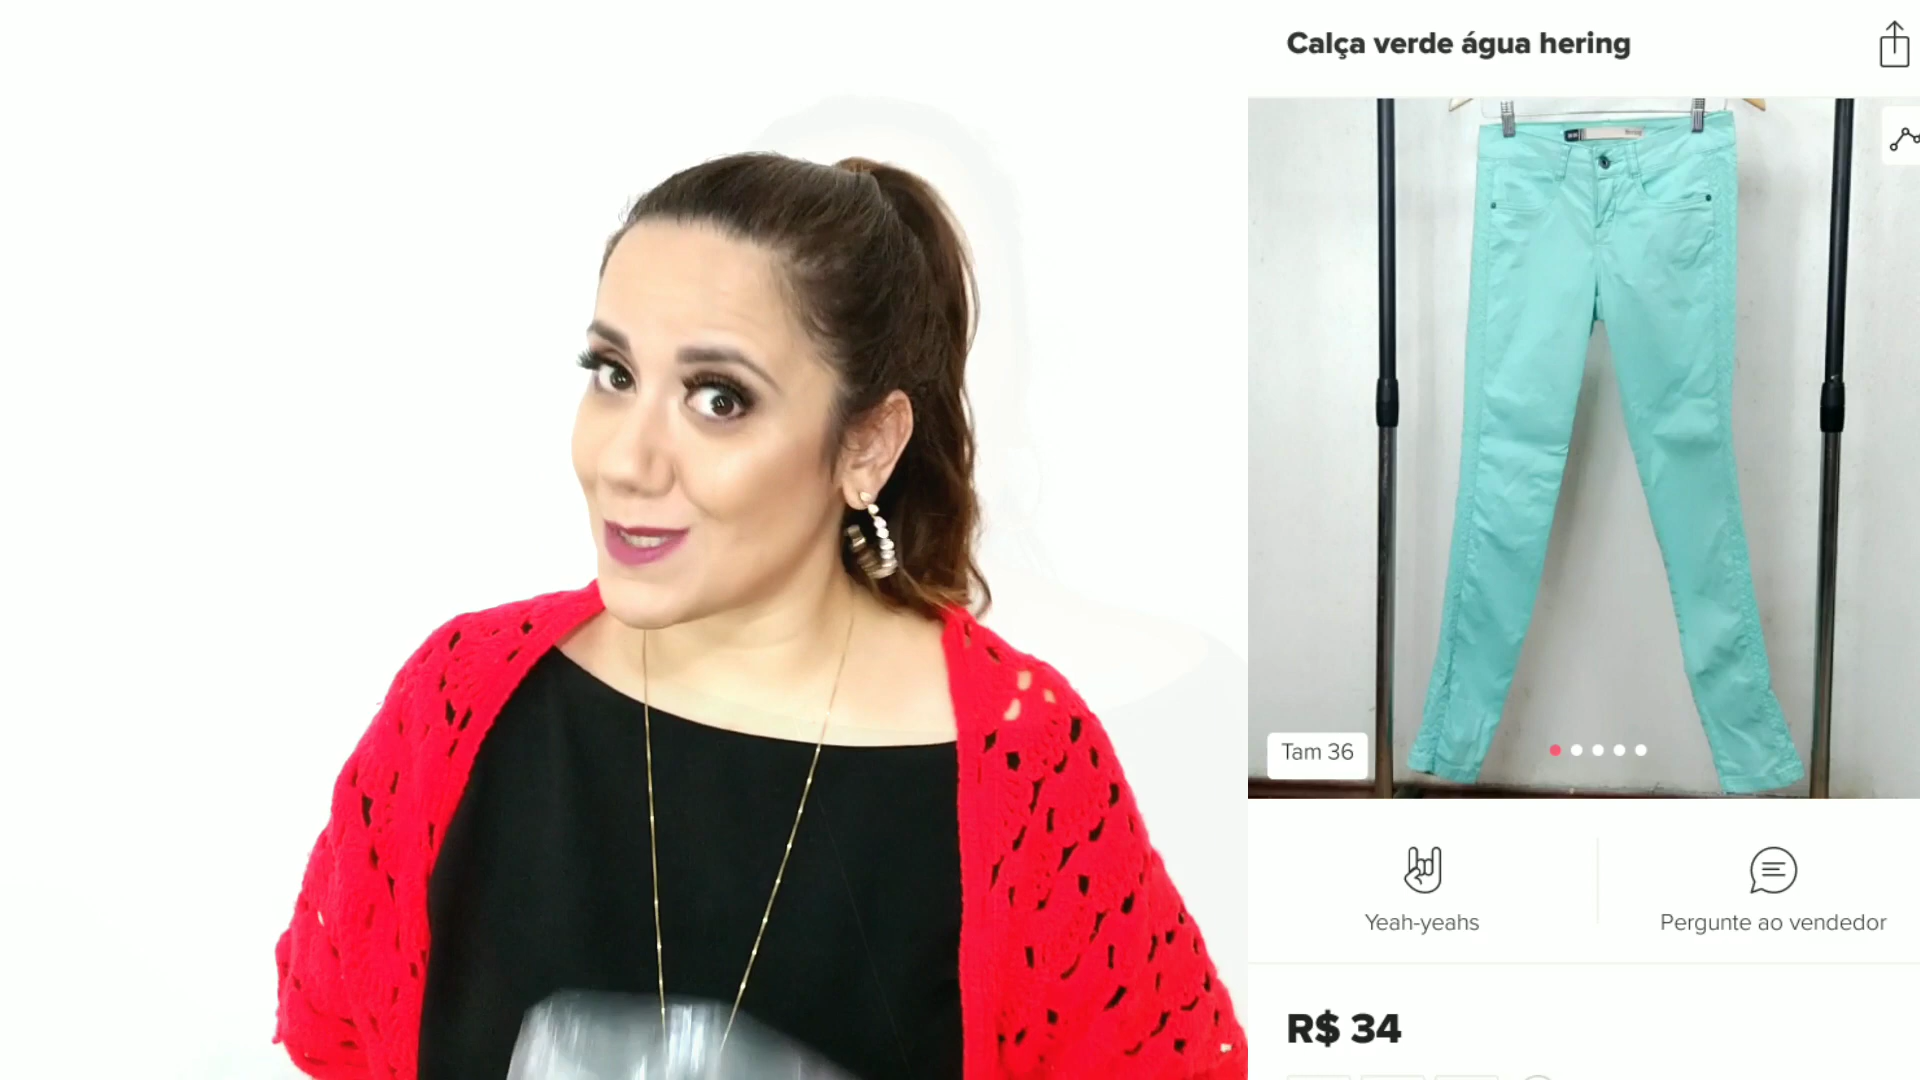 Calça verde água hering
Tam 36
Yeah-yeahs
Pergunte ao vendedor
R$ 34